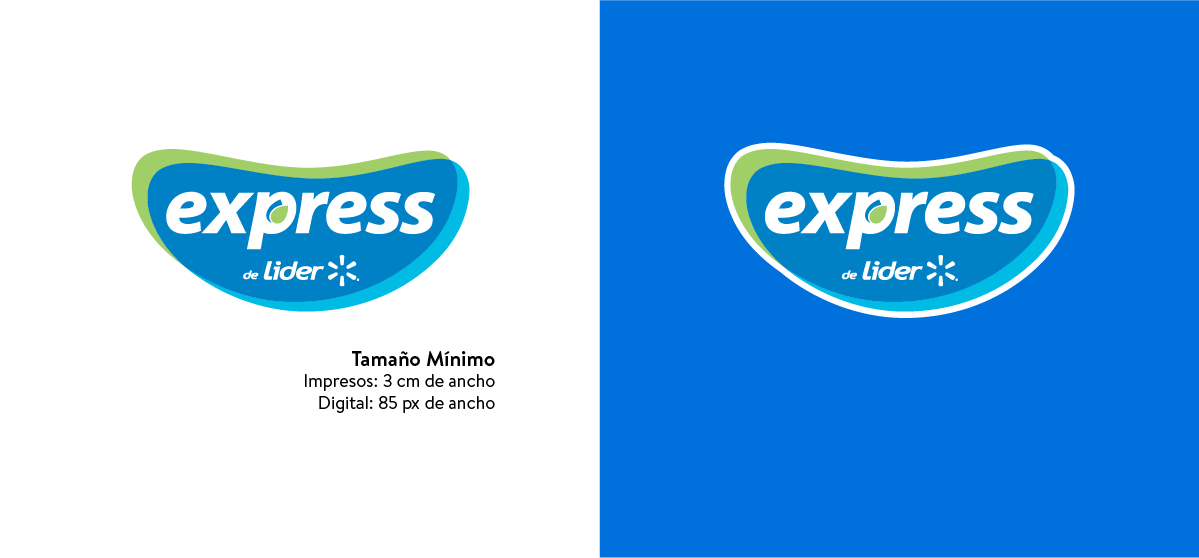 express
de Lider
Tamaño Mínimo
Impresos: 3 cm de ancho
Digital: 85 px de ancho
express
de Lider